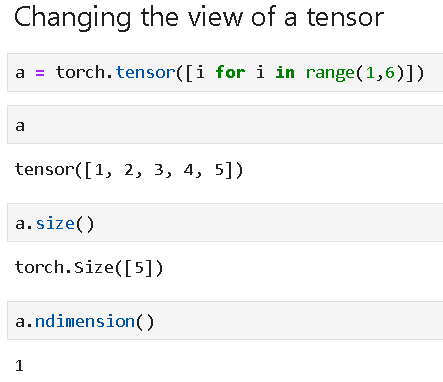 Changing the view of a tensor
a = torch.tensor([i for i in range(1,6)])
a
tensor([1, 2, 3, 4, 5])
a.size()
torch.Size([5])
a.ndimension()
1